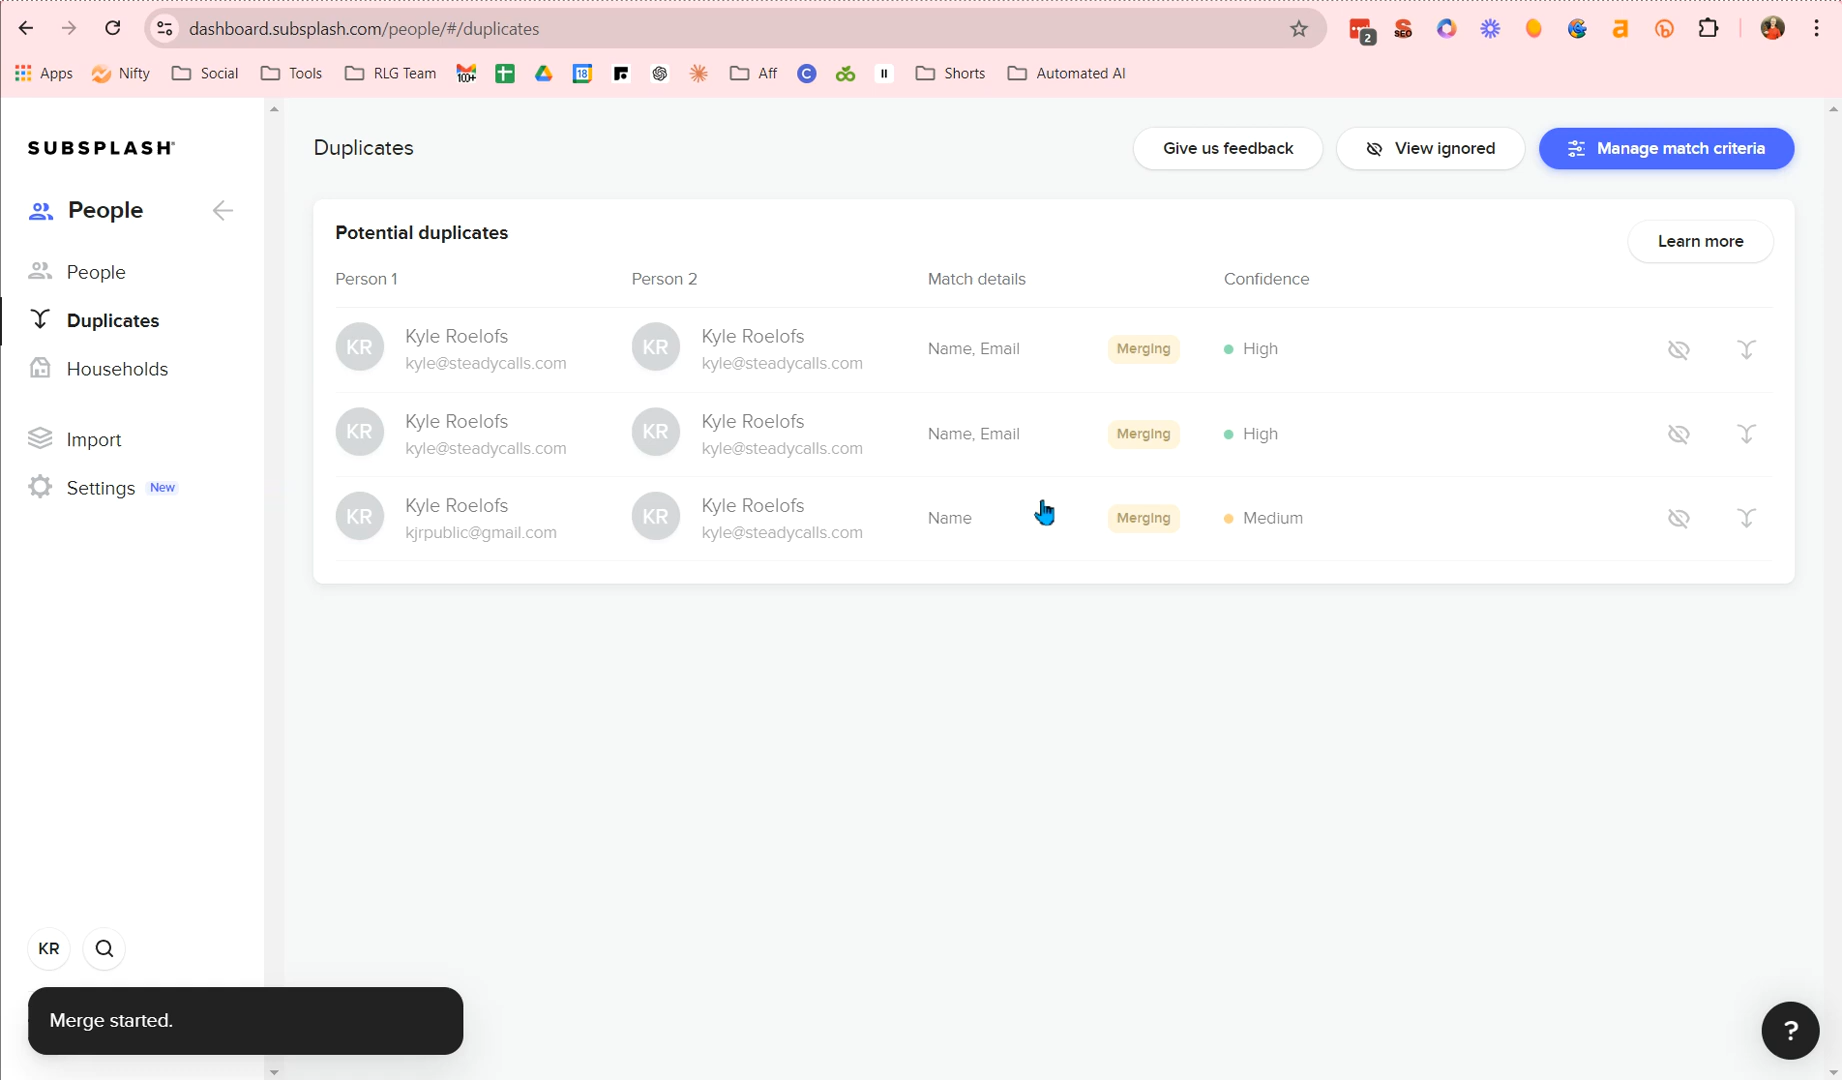 dashboard.subsplash.com/people/#/duplicates
2
SEO
Apps
Nifty
Social
Tools
RLG Team
100+
18
Aff
Shorts
Automated AI
SUBSPLASH
People
People
Duplicates
Households
Import
Settings New
KR
Merge started.
Duplicates
Give us feedback
View ignored
Manage match criteria
Potential duplicates
Learn more
Person 1 Person 2 Match details Confidence
KR Kyle Roelofs KR Kyle Roelofs Name, Email Merging High
kyle@steadycalls.com kyle@steadycalls.com
KR Kyle Roelofs KR Kyle Roelofs Name, Email Merging High
kyle@steadycalls.com kyle@steadycalls.com
KR Kyle Roelofs KR Kyle Roelofs Name Merging Medium
kjrpublic@gmail.com kyle@steadycalls.com
?